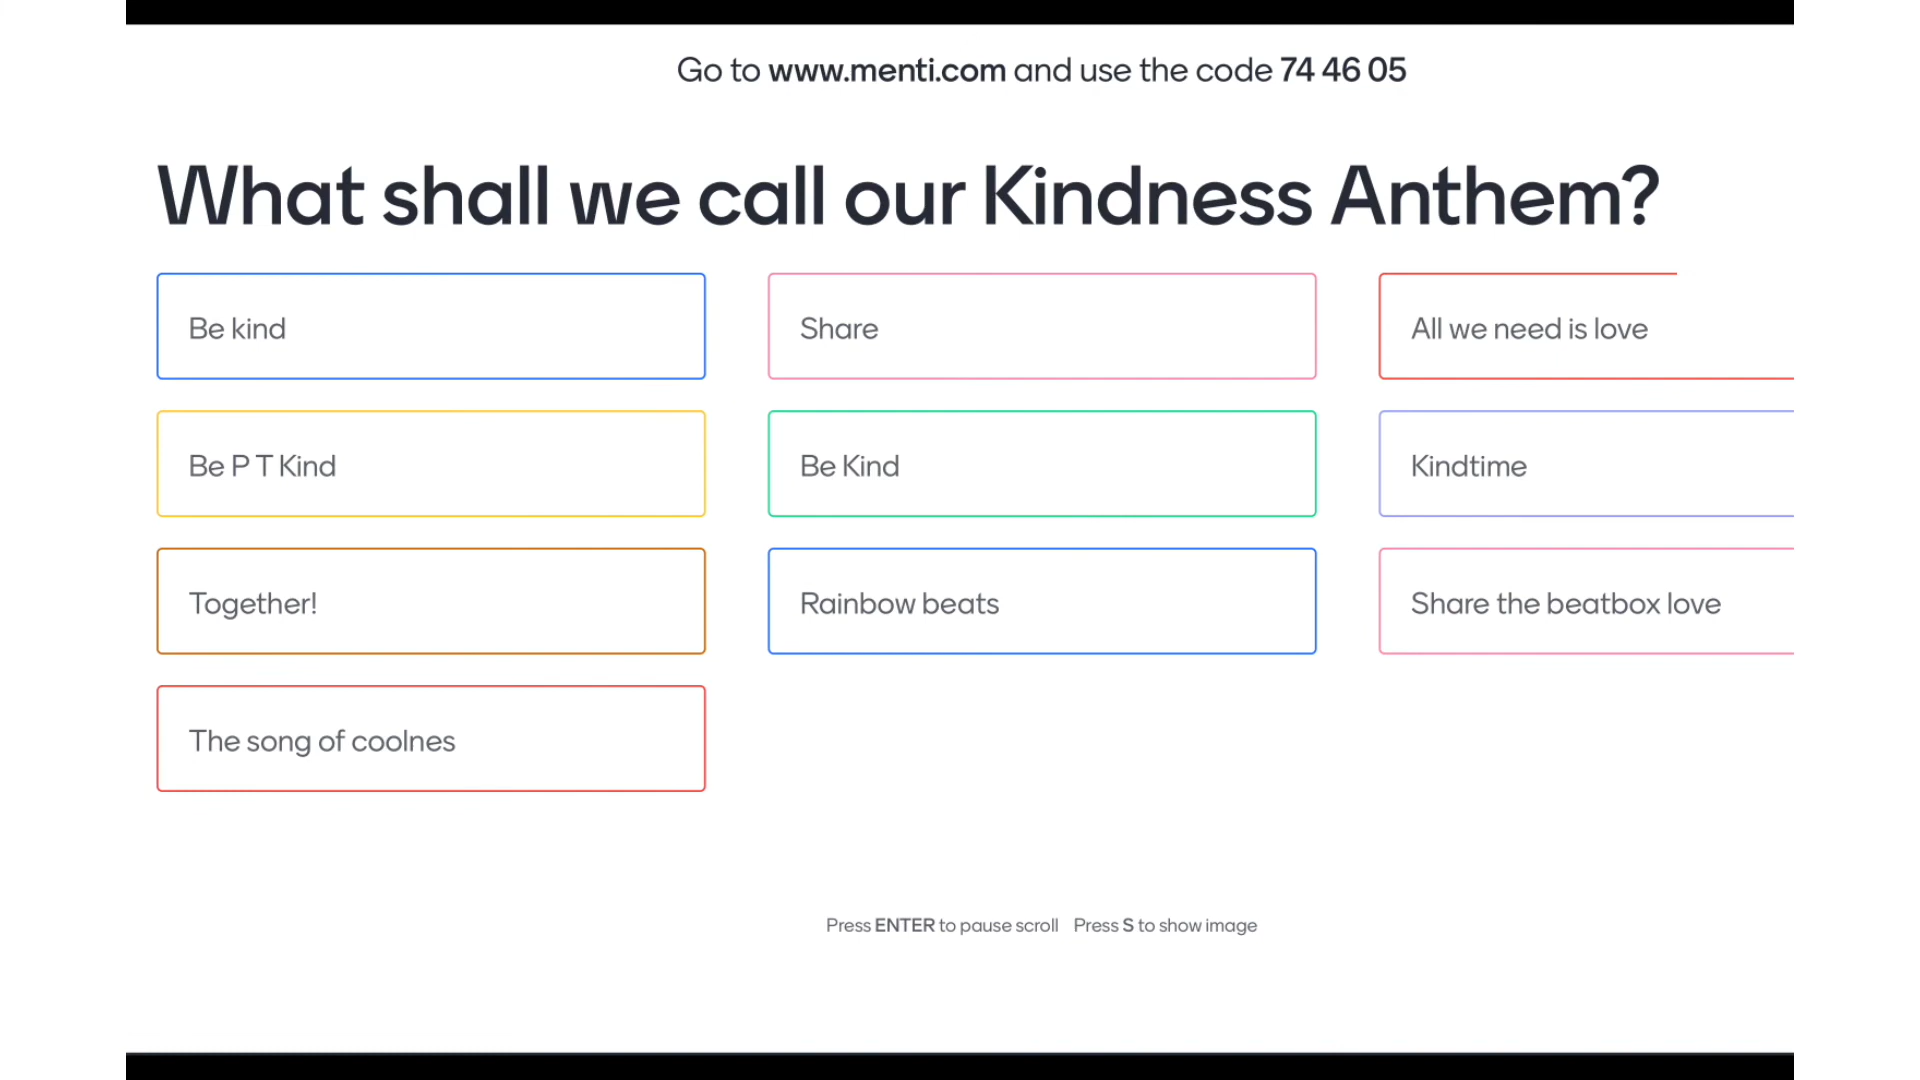 Go to www.menti.com and use the code 74 46 05
What shall we call our Kindness Anthem?
Be kind
Share
All we need is love
Be P T Kind
Be Kind
Kindtime
Together!
Rainbow beats
Share the beatbox love
The song of coolnes
Press ENTER to pause scroll Press S to show image